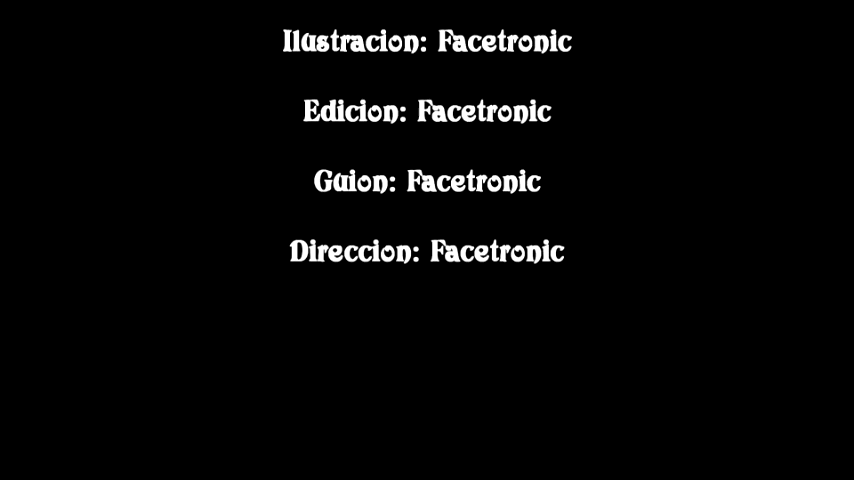 Ilustracion: Facetronic
Edicion: Facetronic
Guion: Facetronic
Direccion: Facetronic